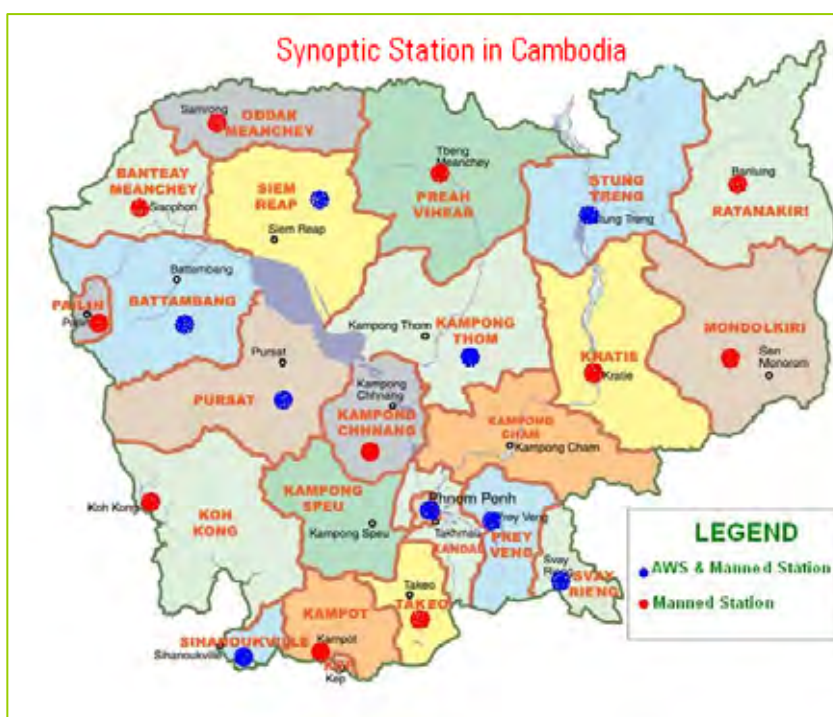 Synoptic Station in Cambodia
Samrong
ODDAK
MEANCHEY
Tbeng
Meanchey
PREAH
VIHEAR
BANTEAY
MEANCHEY
Sisophon
SIEM
REAP
Siem Reap
STUNG
TRENG
Stung Treng
Banlung
RATANAKIRI
Battambang
BATTAMBANG
PAILIN
Kampong Thom
KAMPONG
THOM
MONDOLKIRI
Sen
Monorom
KRATIE
Kratie
Pursat
PURSAT
Kampong
Chhnang
KAMPONG
CHHNANG
KAMPONG
CHAM
Kampong Cham
Koh Kong
KOH
KONG
KAMPONG
SPEU
Kampong Speu
Phnom Penh
Takhmau
KANDAL
Prey Veng
PREY
VENG
Svay
Rieng
SVAY
RIENG
Takeo
TAKEO
KAMPOT
Kampot
KEP
Kep
SIHANOUKVILLE
Sihanoukville
LEGEND
AWS & Manned Station
Manned Station